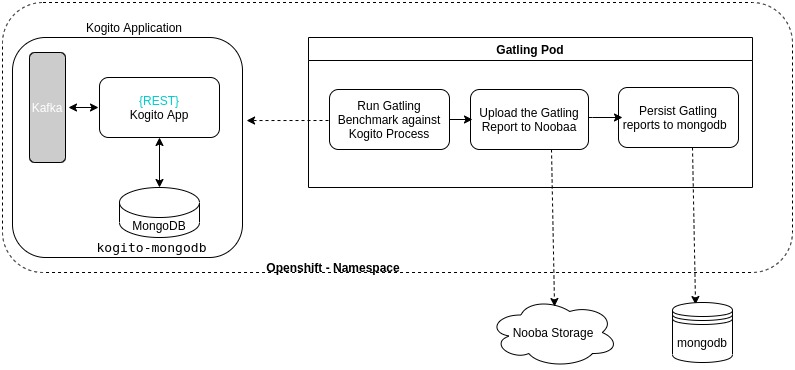 Kogito Application
Kafka
{REST}
Kogito App
MongoDB
kogito-mongodb
Gatling Pod
Run Gatling
Benchmark against
Kogito Process
Upload the Gatling
Report to Noobaa
Persist Gatling
reports to mongodb
Openshift - Namespace
Nooba Storage
mongodb